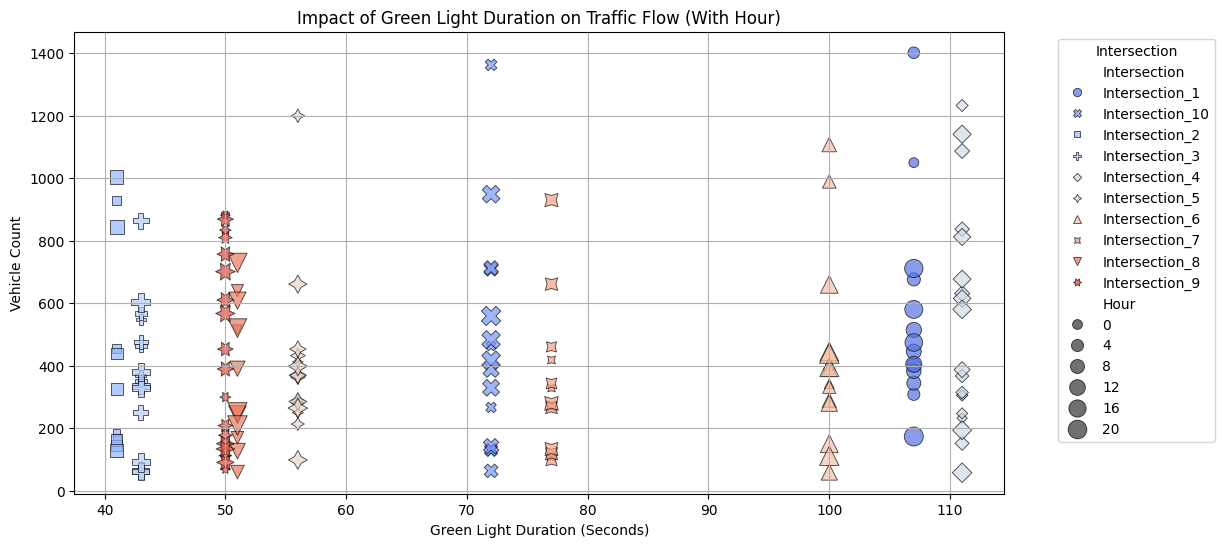 Impact of Green Light Duration on Traffic Flow (With Hour)
Vehicle Count
1400
1200
1000
800
600
400
200
0
40
50
60
70
80
90
100
110
Green Light Duration (Seconds)
Intersection
Intersection
Intersection_1
Intersection_10
Intersection_2
Intersection_3
Intersection_4
Intersection_5
Intersection_6
Intersection_7
Intersection_8
Intersection_9
Hour
0
4
8
12
16
20